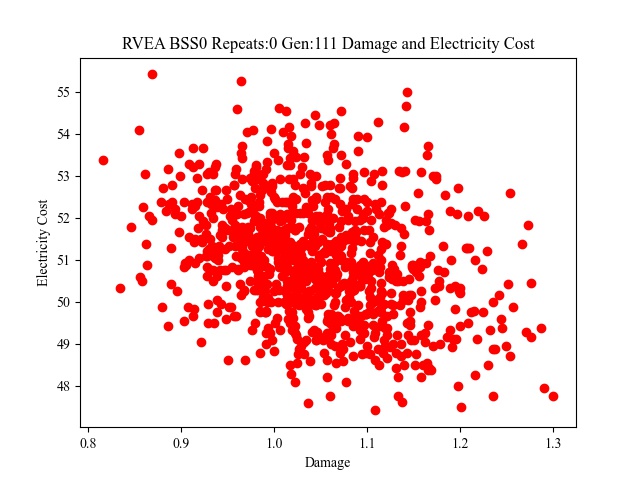 RVEA BSS0 Repeats:0 Gen:111 Damage and Electricity Cost
55
54
53
52
51
50
49
48
Electricity Cost
0.8 0.9 1.0 1.1 1.2 1.3
Damage